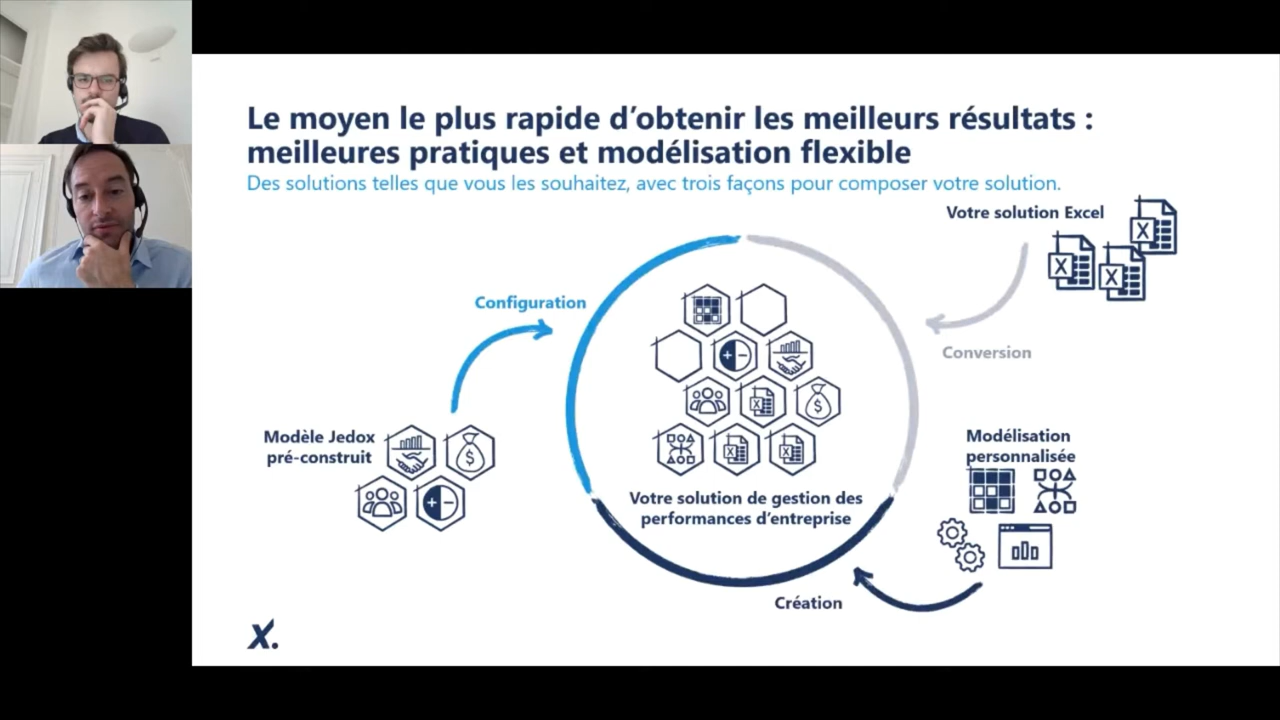 Le moyen le plus rapide d’obtenir les meilleurs résultats :
meilleures pratiques et modélisation flexible
Des solutions telles que vous les souhaitez, avec trois façons pour composer votre solution.
Votre solution Excel
Configuration
Conversion
Modèle Jedox
pré-construit
Modélisation
personnalisée
Votre solution de gestion des
performances d’entreprise
Création
X.